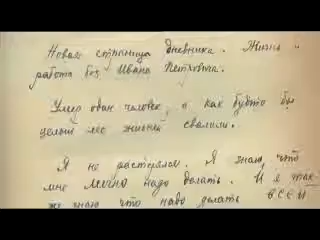 Новая страница дневника. Жизнь и
работа без Ивана Петровича.
Умер один человек, а как будто бы
целый лес жизней свалили.
Я не растерялся. Я знаю, что
мне лично надо делать. И я так-
же знаю что надо делать всем